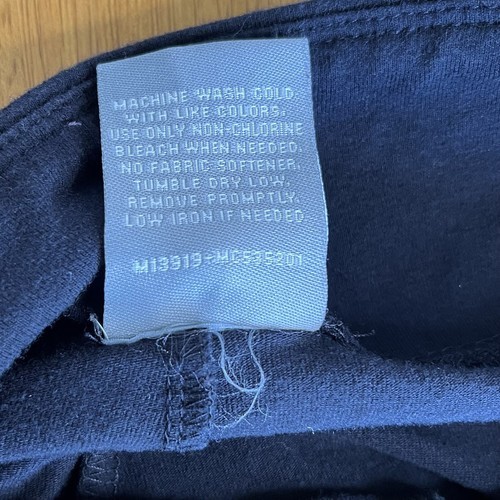 MACHINE WASH COLD
WITH LIKE COLORS.
USE ONLY NON-CHLORINE
BLEACH WHEN NEEDED.
NO FABRIC SOFTENER.
TUMBLE DRY LOW.
REMOVE PROMPTLY.
LOW IRON IF NEEDED
M13919-MC535201